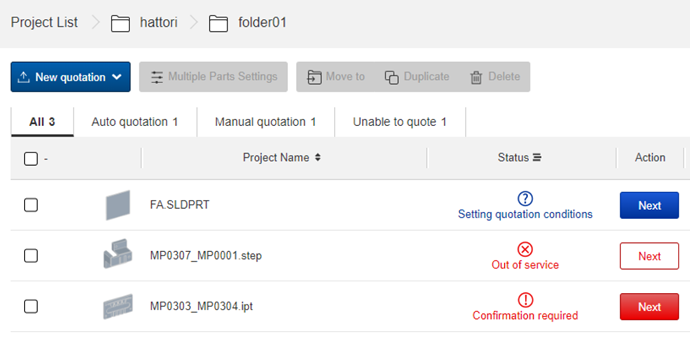 Project List hattori folder01
New quotation Multiple Parts Settings Move to Duplicate Delete
All 3 Auto quotation 1 Manual quotation 1 Unable to quote 1
- Project Name Status Action
FA.SLDPRT Setting quotation conditions Next
MP0307_MP0001.step Out of service Next
MP0303_MP0304.ipt Confirmation required Next